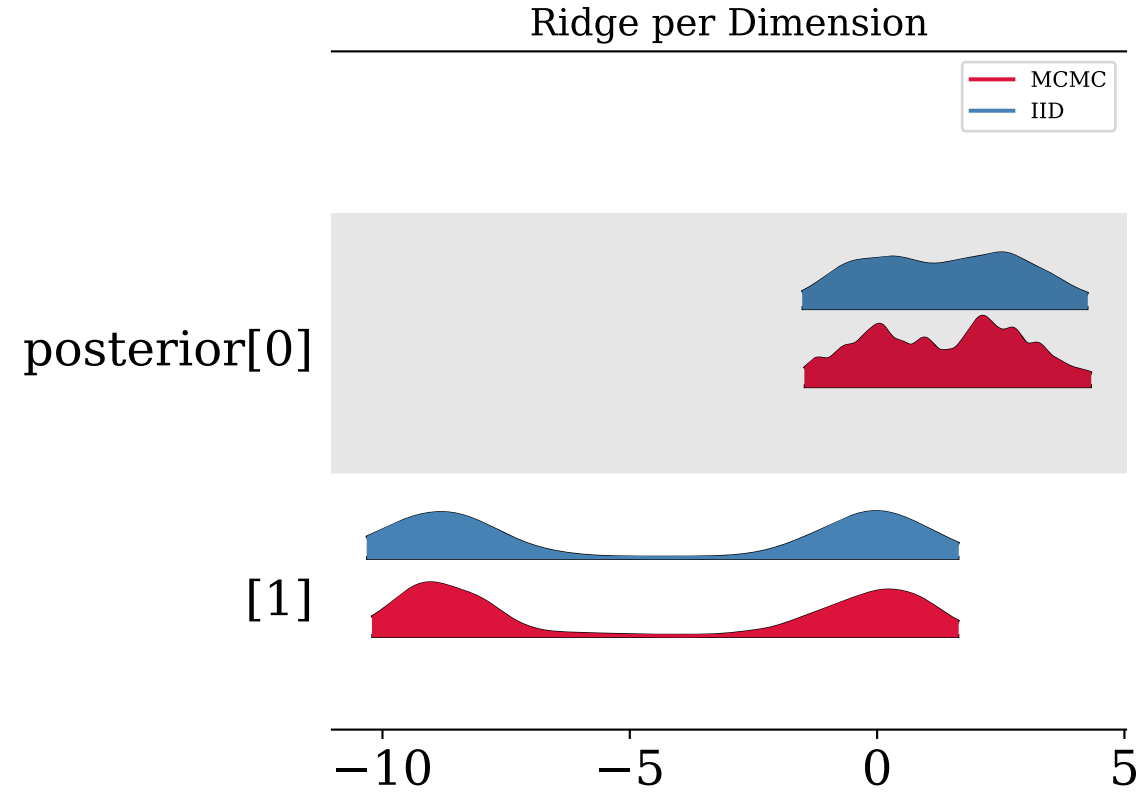 Ridge per Dimension
MCMC
IID
posterior[0]
[1]
−10 −5 0 5